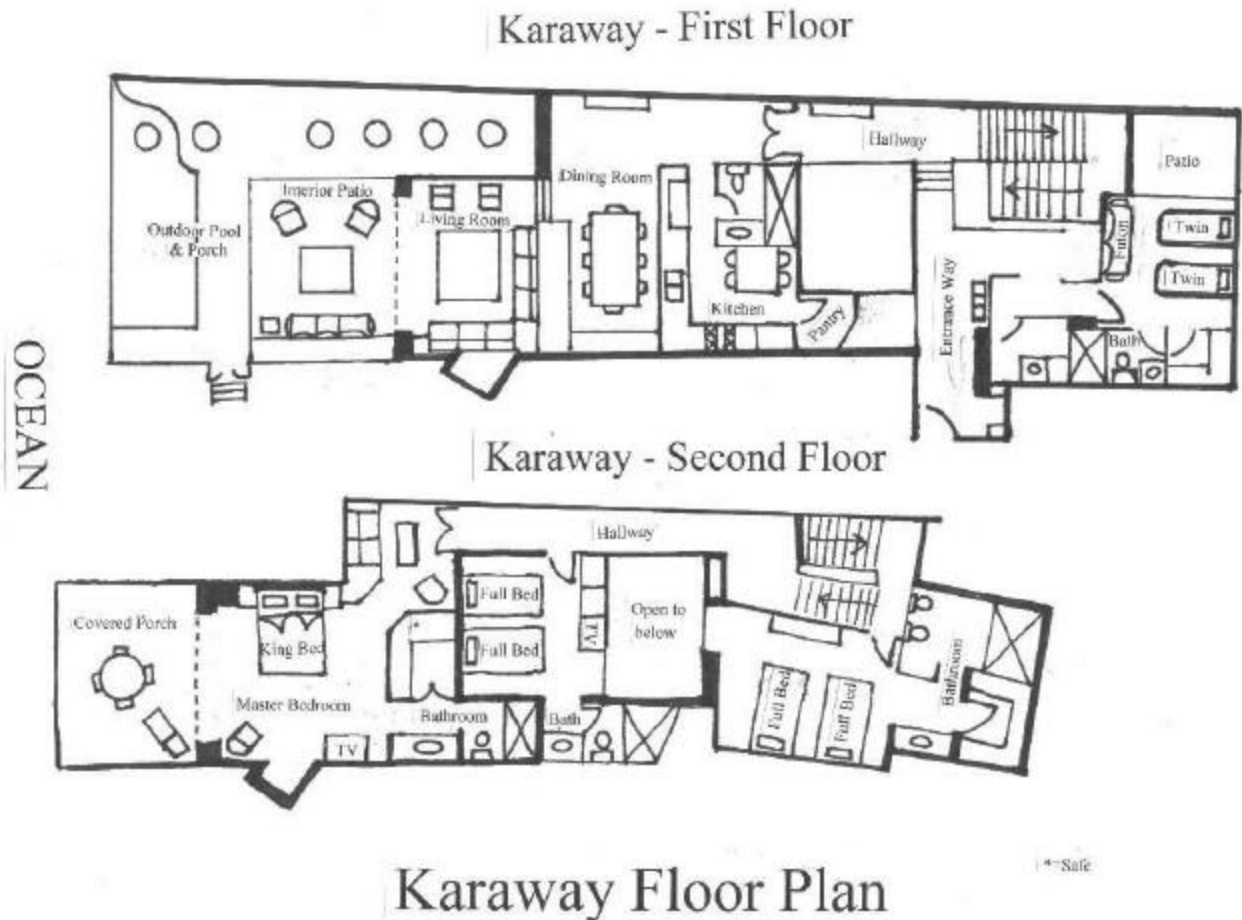 Karaway - First Floor
Hallway
Patio
Dining Room
Interior Patio
Living Room
Outdoor Pool
& Porch
Futon
Twin
Twin
Kitchen
Pantry
Entrance Way
Bath
OCEAN
Karaway - Second Floor
Hallway
Covered Porch
Full Bed
Open to
below
King Bed
TV
Full Bed
Bathroom
Master Bedroom
Full Bed
Full Bed
Bathroom
Bath
TV
*=Safe
Karaway Floor Plan